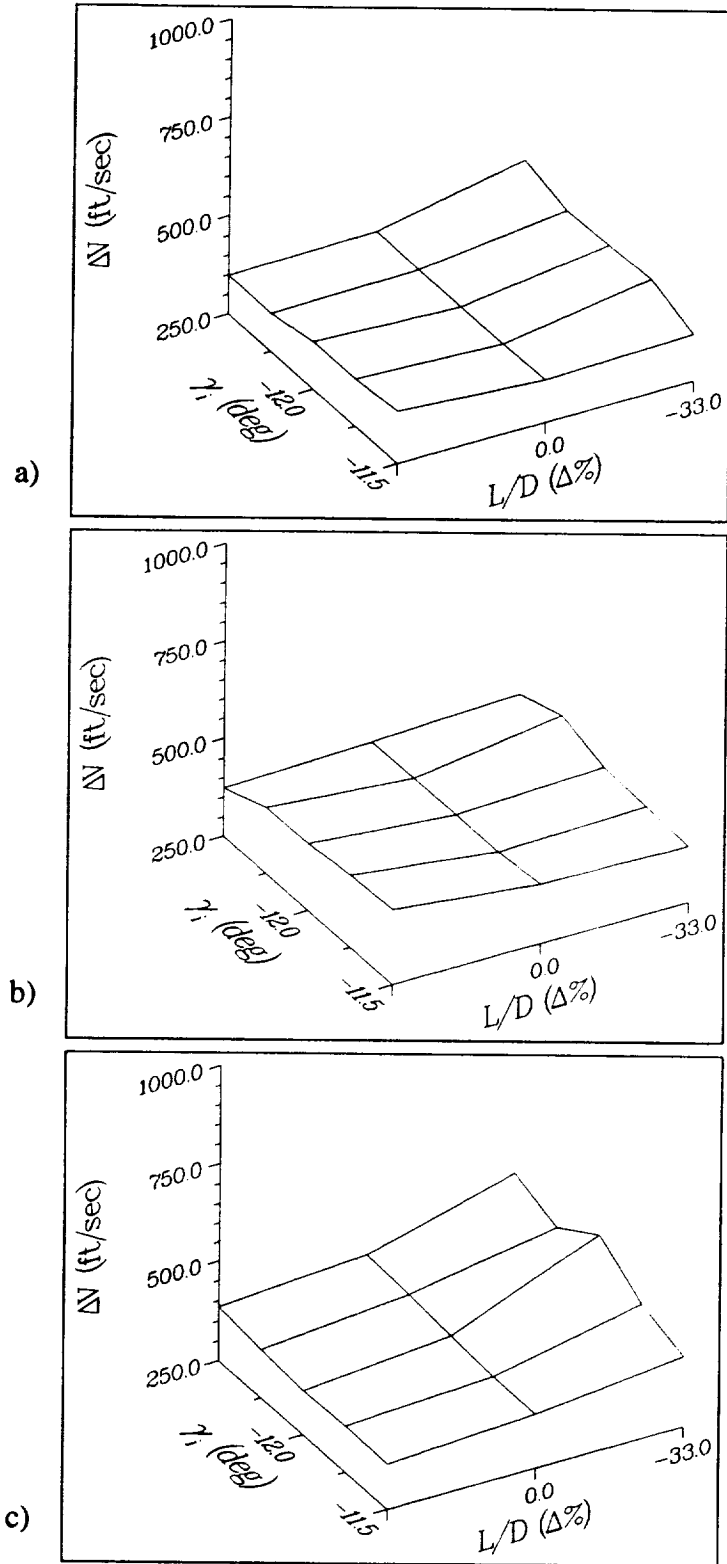 1000.0
750.0
500.0
250.0
ΔV (ft/sec)
γi (deg)
-12.0
-11.5
L/D (Δ%)
0.0
-33.0
a)
1000.0
750.0
500.0
250.0
ΔV (ft/sec)
γi (deg)
-12.0
-11.5
L/D (Δ%)
0.0
-33.0
b)
1000.0
750.0
500.0
250.0
ΔV (ft/sec)
γi (deg)
-12.0
-11.5
L/D (Δ%)
0.0
-33.0
c)